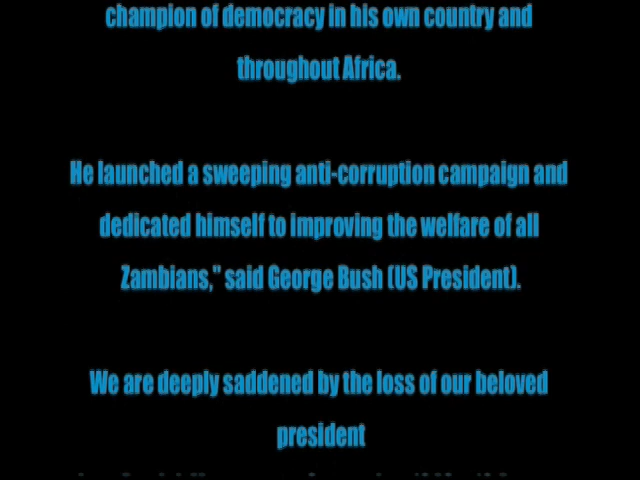 champion of democracy in his own country and
throughout Africa.
He launched a sweeping anti-corruption campaign and
dedicated himself to improving the welfare of all
Zambians," said George Bush (US President).
We are deeply saddened by the loss of our beloved
president